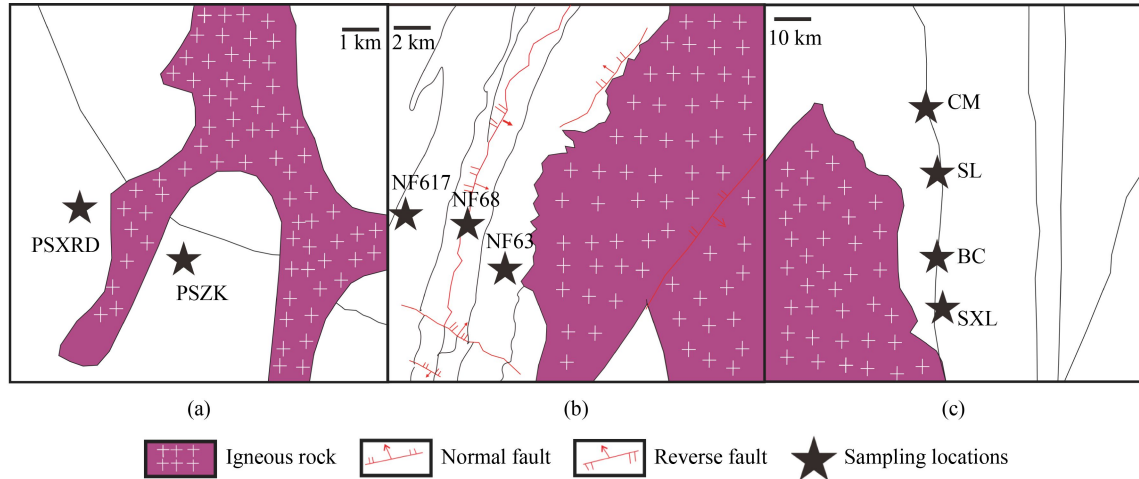 1 km
PSXRD
PSZK
2 km
NF617
NF68
NF63
10 km
CM
SL
BC
SXL
(a)
(b)
(c)
Igneous rock
Normal fault
Reverse fault
Sampling locations